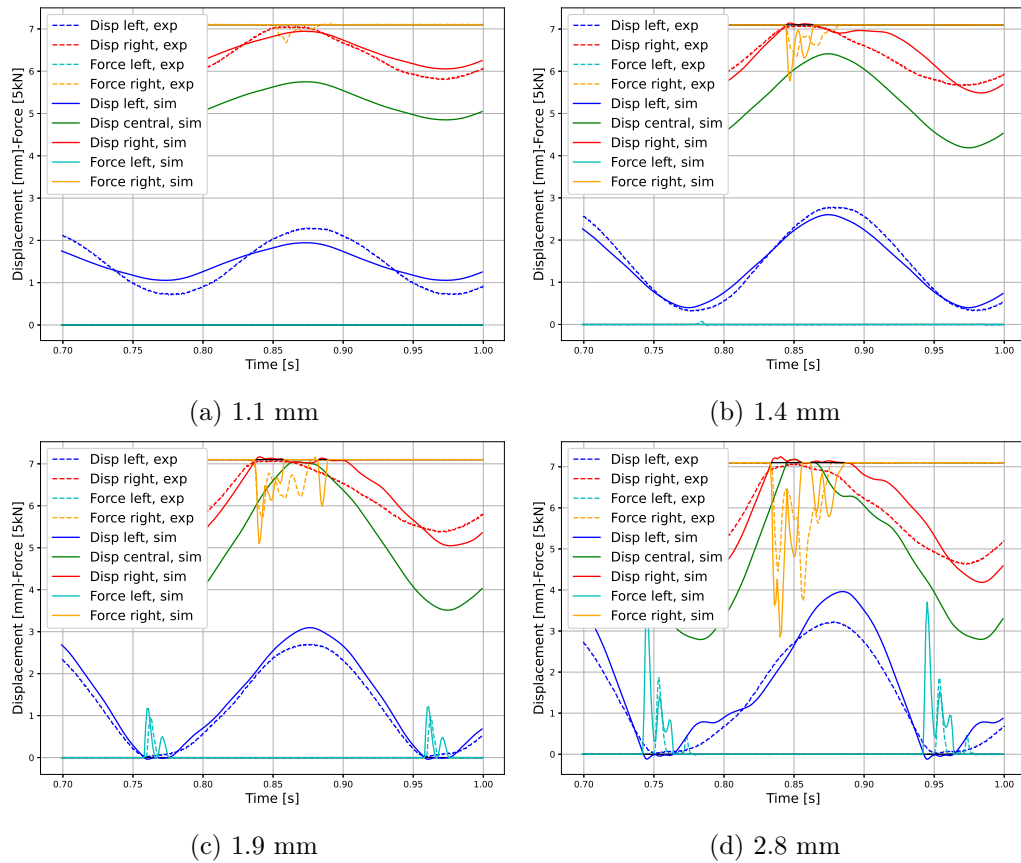 Displacement [mm]-Force [5kN]
7
6
5
4
3
2
1
0
Disp left, exp
Disp right, exp
Force left, exp
Force right, exp
Disp left, sim
Disp central, sim
Disp right, sim
Force left, sim
Force right, sim
0.70 0.75 0.80 0.85 0.90 0.95 1.00
Time [s]
(a) 1.1 mm
Displacement [mm]-Force [5kN]
7
6
5
4
3
2
1
0
Disp left, exp
Disp right, exp
Force left, exp
Force right, exp
Disp left, sim
Disp central, sim
Disp right, sim
Force left, sim
Force right, sim
0.70 0.75 0.80 0.85 0.90 0.95 1.00
Time [s]
(b) 1.4 mm
Displacement [mm]-Force [5kN]
7
6
5
4
3
2
1
0
Disp left, exp
Disp right, exp
Force left, exp
Force right, exp
Disp left, sim
Disp central, sim
Disp right, sim
Force left, sim
Force right, sim
0.70 0.75 0.80 0.85 0.90 0.95 1.00
Time [s]
(c) 1.9 mm
Displacement [mm]-Force [5kN]
7
6
5
4
3
2
1
0
Disp left, exp
Disp right, exp
Force left, exp
Force right, exp
Disp left, sim
Disp central, sim
Disp right, sim
Force left, sim
Force right, sim
0.70 0.75 0.80 0.85 0.90 0.95 1.00
Time [s]
(d) 2.8 mm